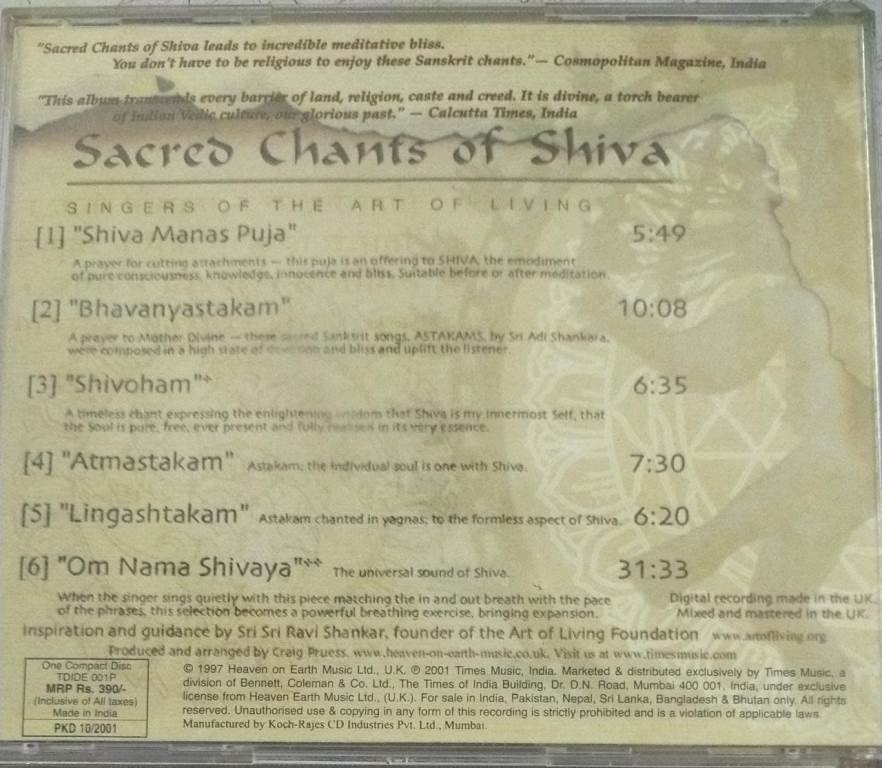 "Sacred Chants of Shiva leads to incredible meditative bliss.
You don't have to be religious to enjoy these Sanskrit chants."— Cosmopolitan Magazine, India
"This album transcends every barrier of land, religion, caste and creed. It is divine, a torch bearer
of Indian Vedic culture, our glorious past." — Calcutta Times, India
Sacred Chants of Shiva
SINGERS OF THE ART OF LIVING
[1] "Shiva Manas Puja" 5:49
A prayer for cutting attachments — this puja is an offering to SHIVA, the emodiment
of pure consciousness, knowledge, innocence and bliss. Suitable before or after meditation.
[2] "Bhavanyastakam" 10:08
A prayer to Mother Divine — these sacred Sanktrit songs, ASTAKAMS, by Sri Adi Shankara,
were composed in a high state of devotion and bliss and uplift the listener.
[3] "Shivoham"+ 6:35
A timeless chant expressing the enlightening wisdom that Shiva is my innermost Self, that
the Soul is pure, free, ever present and fully realised in its very essence.
[4] "Atmastakam" Astakam; the individual soul is one with Shiva. 7:30
[5] "Lingashtakam" Astakam chanted in yagnas; to the formless aspect of Shiva. 6:20
[6] "Om Nama Shivaya"++ The universal sound of Shiva. 31:33
When the singer sings quietly with this piece matching the in and out breath with the pace
of the phrases, this selection becomes a powerful breathing exercise, bringing expansion.
Digital recording made in the UK.
Mixed and mastered in the UK.
Inspiration and guidance by Sri Sri Ravi Shankar, founder of the Art of Living Foundation www.artofliving.org
Produced and arranged by Craig Pruess. www.heaven-on-earth-music.co.uk. Visit us at www.timesmusic.com
One Compact Disc
TDIDE 001P
MRP Rs. 390/-
(Inclusive of All taxes)
Made in India
PKD 10/2001
© 1997 Heaven on Earth Music Ltd., U.K. ℗ 2001 Times Music, India. Marketed & distributed exclusively by Times Music, a
division of Bennett, Coleman & Co. Ltd., The Times of India Building, Dr. D.N. Road, Mumbai 400 001, India, under exclusive
license from Heaven Earth Music Ltd., (U.K.). For sale in India, Pakistan, Nepal, Sri Lanka, Bangladesh & Bhutan only. All rights
reserved. Unauthorised use & copying in any form of this recording is strictly prohibited and is a violation of applicable laws.
Manufactured by Koch-Rajes CD Industries Pvt. Ltd., Mumbai.